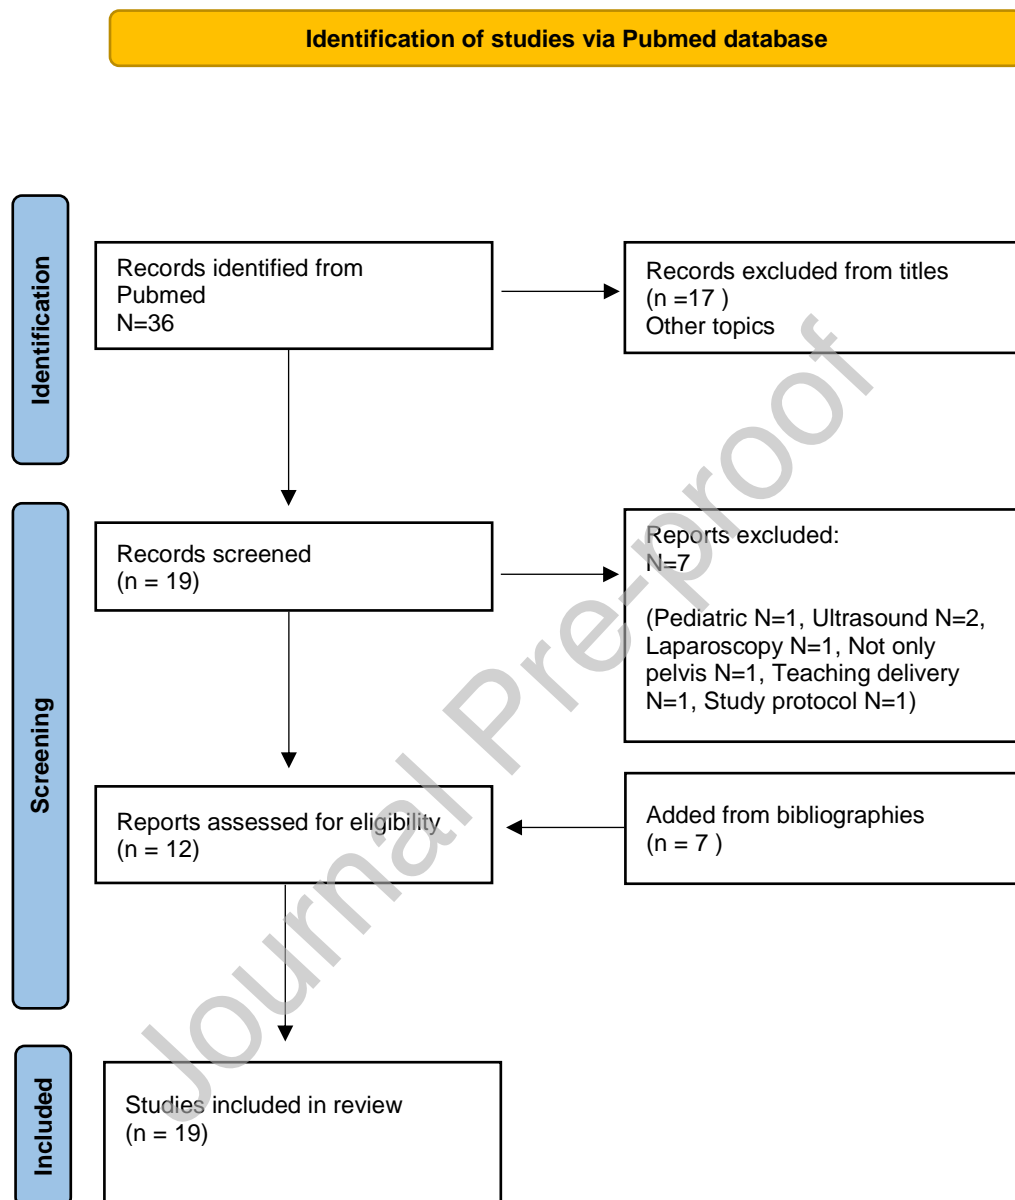 Identification of studies via Pubmed database
Identification
Records identified from
Pubmed
N=36
Records excluded from titles
(n =17 )
Other topics
Screening
Records screened
(n = 19)
Reports excluded:
N=7
(Pediatric N=1, Ultrasound N=2,
Laparoscopy N=1, Not only
pelvis N=1, Teaching delivery
N=1, Study protocol N=1)
Reports assessed for eligibility
(n = 12)
Added from bibliographies
(n = 7 )
Included
Studies included in review
(n = 19)
Journal Pre-proof